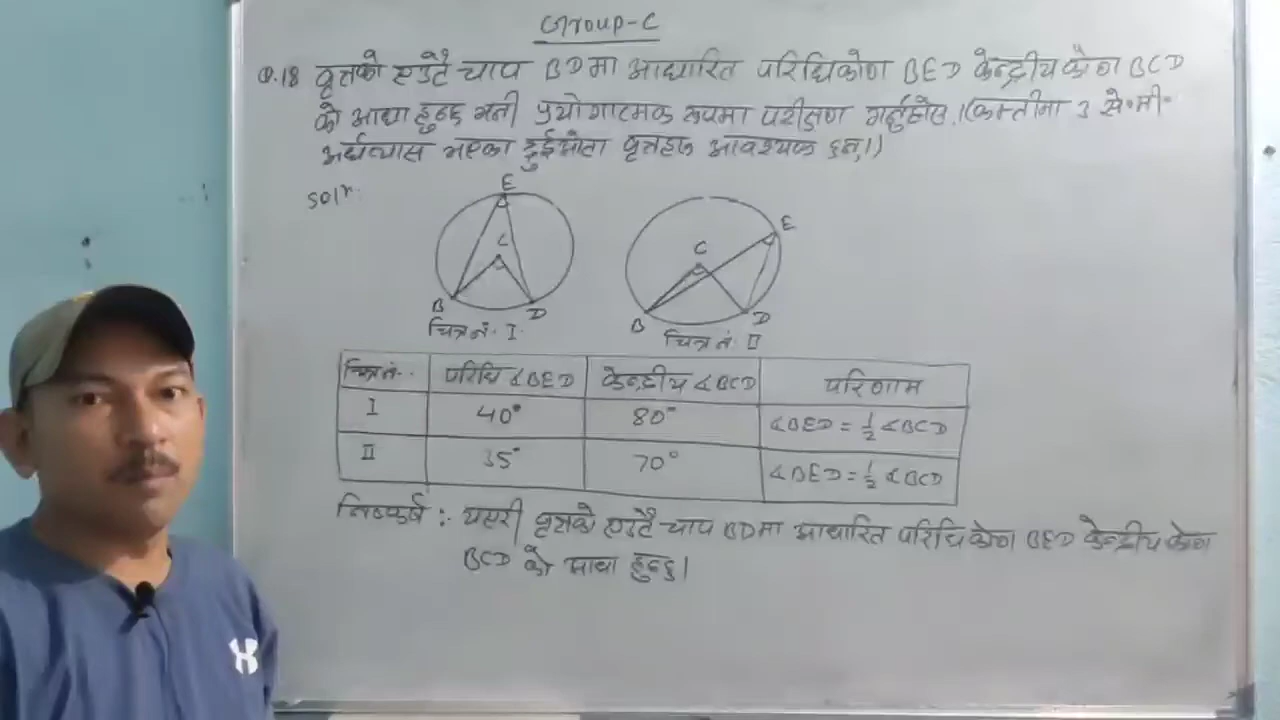 Group-C
Q.18 वृत्तको एउटै चाप BD मा आधारित परिधिकोण BED केन्द्रीय कोण BCD
को आधा हुन्छ भनी प्रयोगात्मक रूपमा परीक्षण गर्नुहोस् । (कम्तीमा 3 से॰मी॰
अर्धव्यास भएका दुईओटा वृत्तहरू आवश्यक छन् ।)
Solⁿ.
E E
C C
B D B D
चित्र नं. I चित्र नं. II
चित्र नं. परिधि ∠BED केन्द्रीय ∠BCD परिणाम
I 40° 80° ∠BED = ½ ∠BCD
II 35° 70° ∠BED = ½ ∠BCD
निष्कर्ष :- यसरी वृत्तको एउटै चाप BD मा आधारित परिधि कोण BED केन्द्रीय कोण
BCD को आधा हुन्छ।